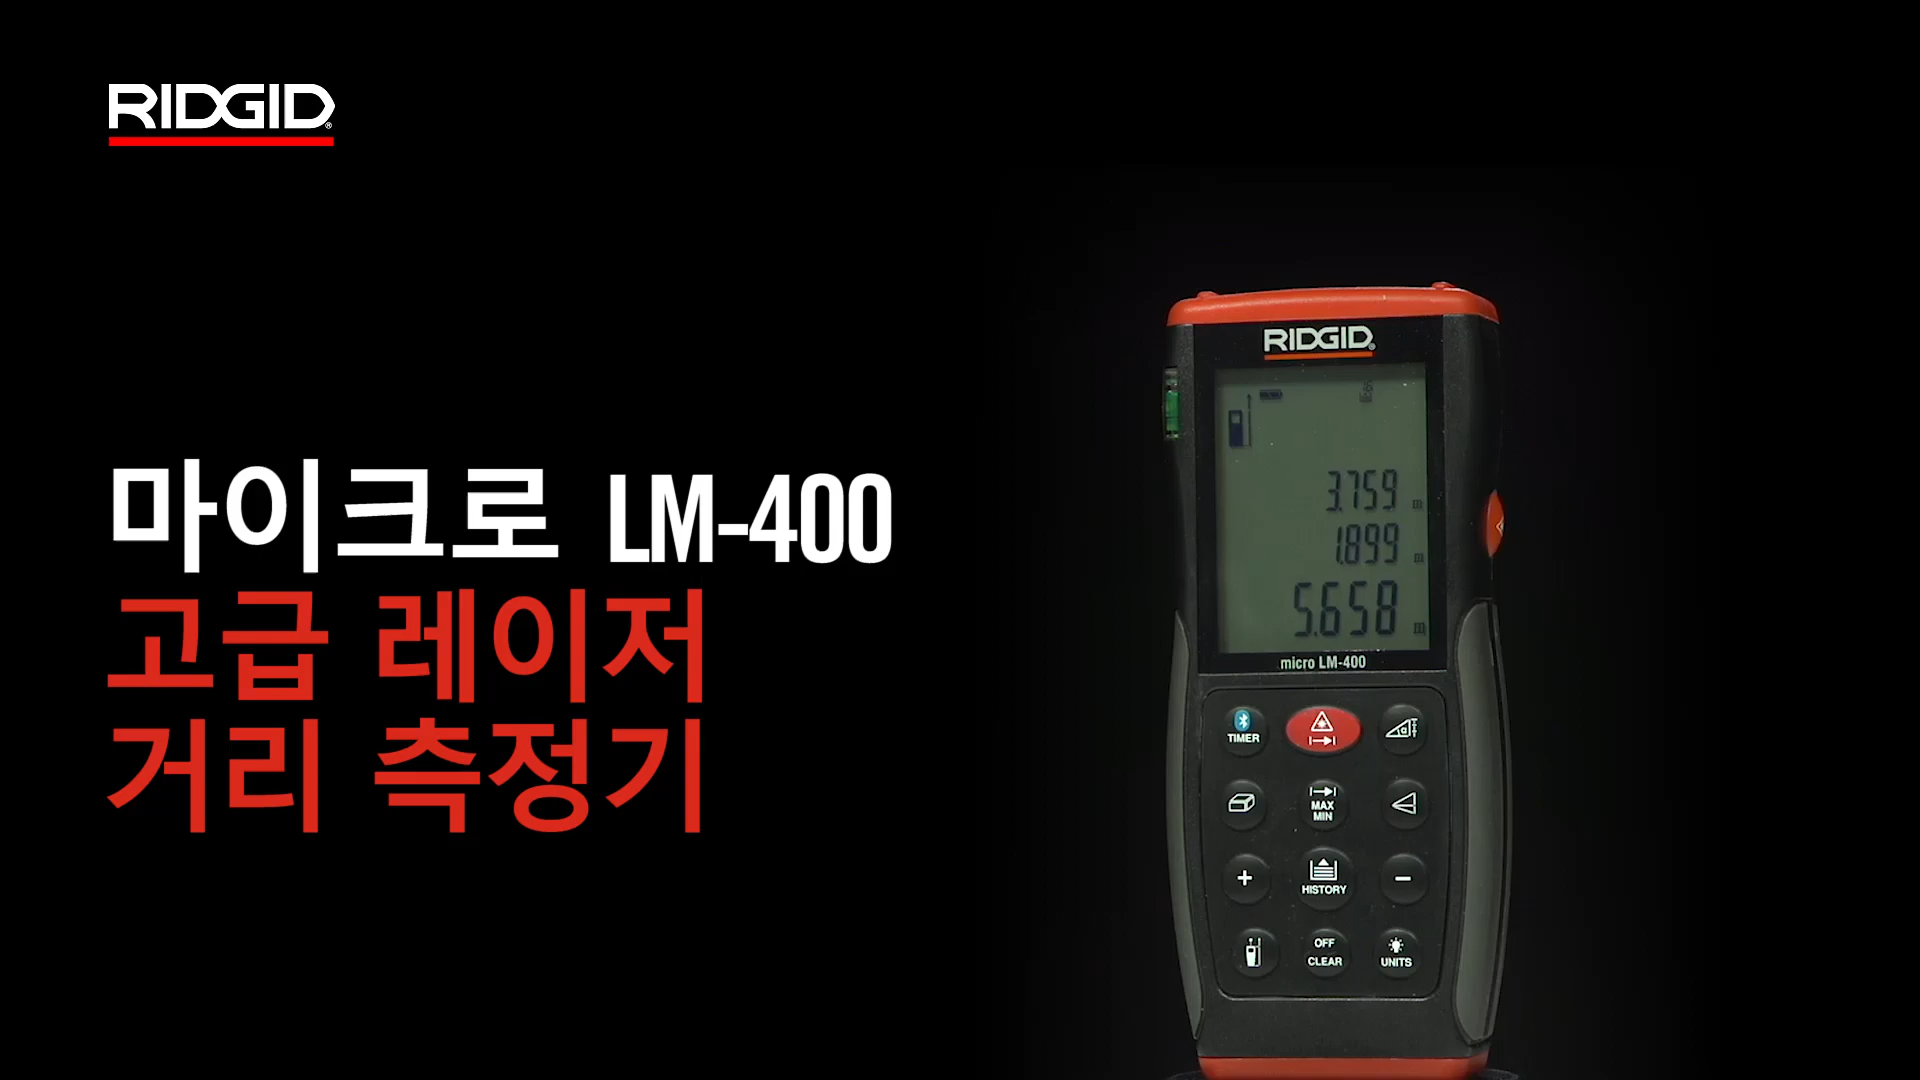 RIDGID®
마이크로 LM-400
고급 레이저
거리 측정기
RIDGID®
3.759 m
1.899 m
5.658 m
micro LM-400
TIMER
MAX
MIN
+
HISTORY
−
OFF
CLEAR
UNITS